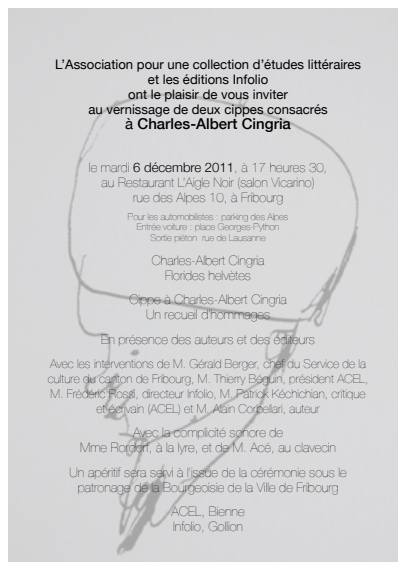 L'Association pour une collection d'études littéraires
et les éditions Infolio
ont le plaisir de vous inviter
au vernissage de deux cippes consacrés
à Charles-Albert Cingria
le mardi 6 décembre 2011, à 17 heures 30,
au Restaurant L'Aigle Noir (salon Vicarino)
rue des Alpes 10, à Fribourg
Pour les automobilistes : parking des Alpes
Entrée voiture : place Georges-Python
Sortie piéton rue de Lausanne
Charles-Albert Cingria
Florides helvètes
Cippe à Charles-Albert Cingria
Un recueil d'hommages
En présence des auteurs et des éditeurs
Avec les interventions de M. Gérald Berger, chef du Service de la
culture du canton de Fribourg, M. Thierry Béguin, président ACEL,
M. Frédéric Rossi, directeur Infolio, M. Patrick Kéchichian, critique
et écrivain (ACEL) et M. Alain Corbellari, auteur
Avec la complicité sonore de
Mme Rordorf, à la lyre, et de M. Acé, au clavecin
Un apéritif sera servi à l'issue de la cérémonie sous le
patronage de la Bourgeoisie de la Ville de Fribourg
ACEL, Bienne
Infolio, Gollion